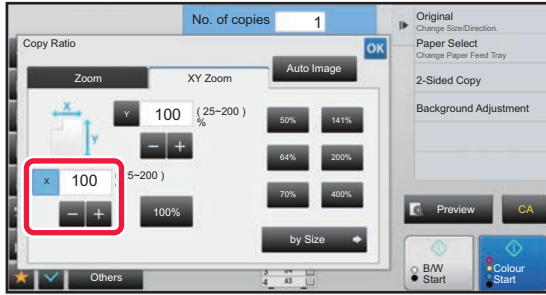 No. of copies 1
Copy Ratio
OK
Zoom
XY Zoom
Auto Image
X
Y
Y 100 ( 25~200 )
%
X 100 5~200 )
100%
50% 141%
64% 200%
70% 400%
by Size
Others
4 A3
Original
Change Size/Direction.
Paper Select
Change Paper Feed Tray
2-Sided Copy
Background Adjustment
Preview
CA
B/W
Start
Colour
Start